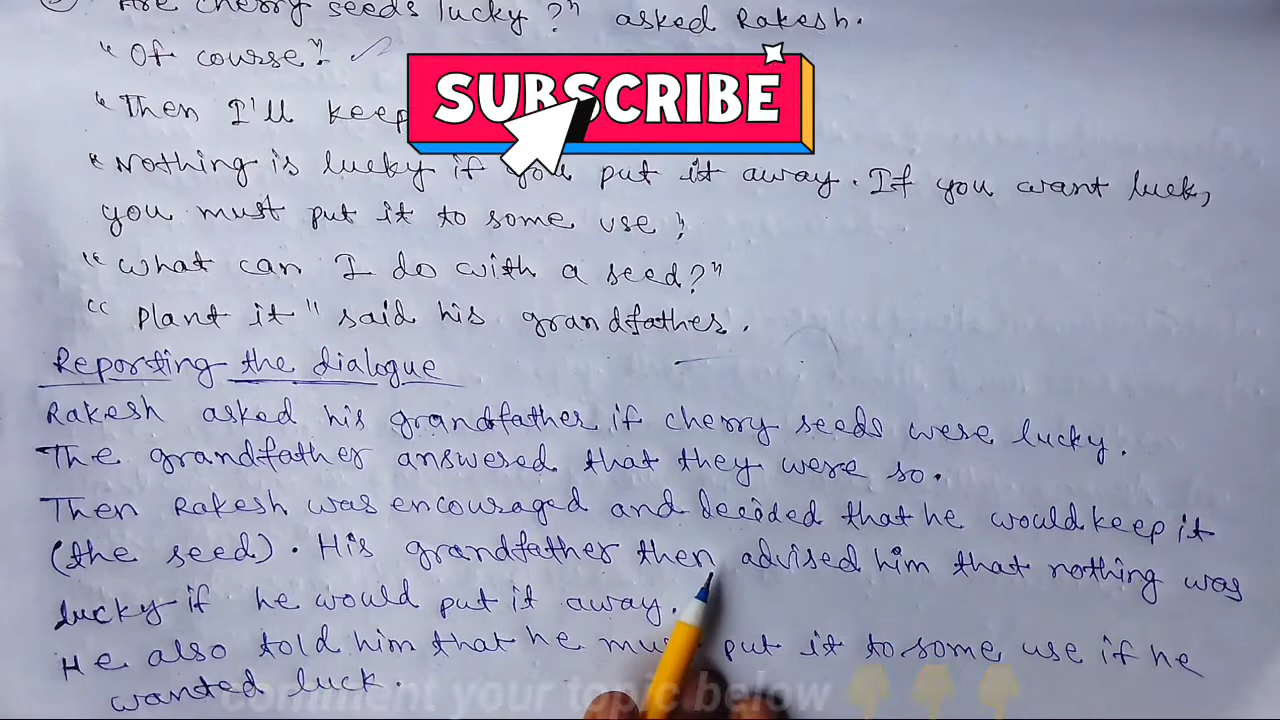 Are cherry seeds lucky?" asked Rakesh.
"Of course".
"Then I'll keep
SUBSCRIBE
"Nothing is lucky if you put it away. If you want luck,
you must put it to some use".
"What can I do with a seed?"
"Plant it" said his grandfather.
Reporting the dialogue
Rakesh asked his grandfather if cherry seeds were lucky.
The grandfather answered that they were so.
Then Rakesh was encouraged and decided that he would keep it
(the seed). His grandfather then advised him that nothing was
lucky if he would put it away.
He also told him that he must put it to some use if he
wanted luck.
comment your topic below 👇👇👇